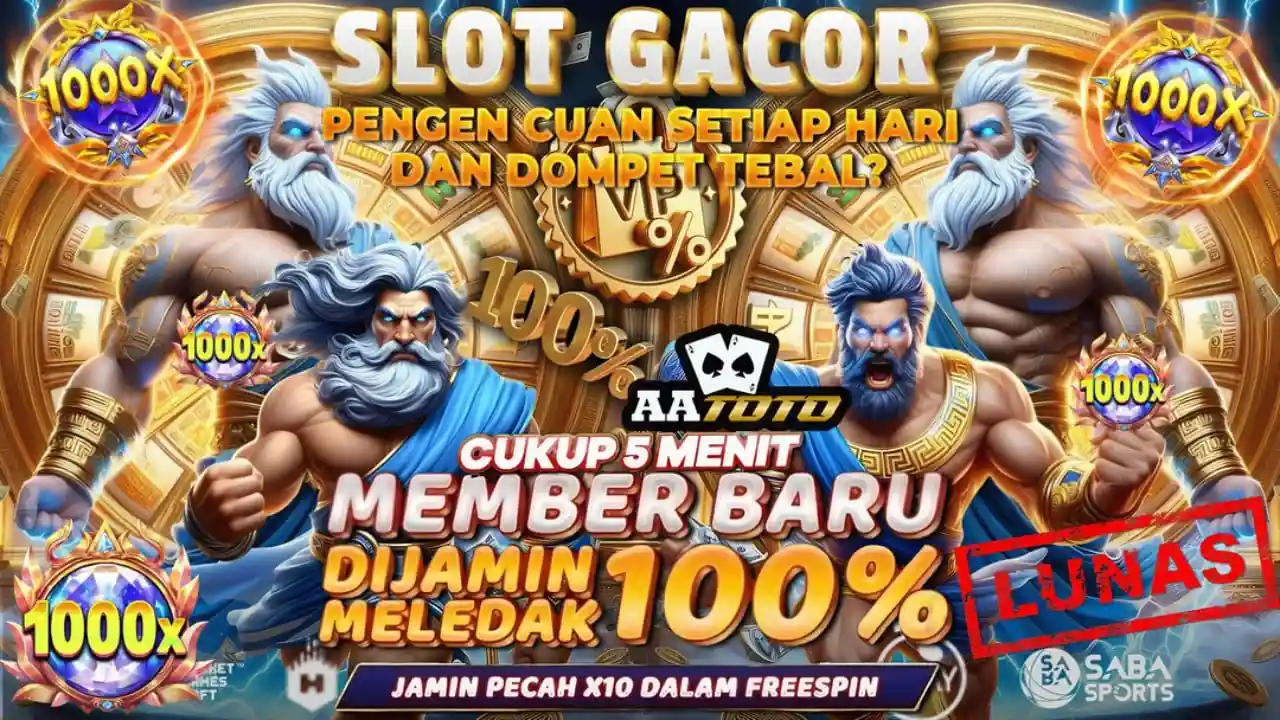 SLOT GACOR
1000X
1000X
PENGEN CUAN SETIAP HARI
DAN DOMPET TEBAL?
VIP
%
100%
1000x
1000x
AATOTO
CUKUP 5 MENIT
MEMBER BARU
DIJAMIN
MELEDAK
100%
LUNAS
1000x
JAMIN PECAH X10 DALAM FREESPIN
SABA
SPORTS